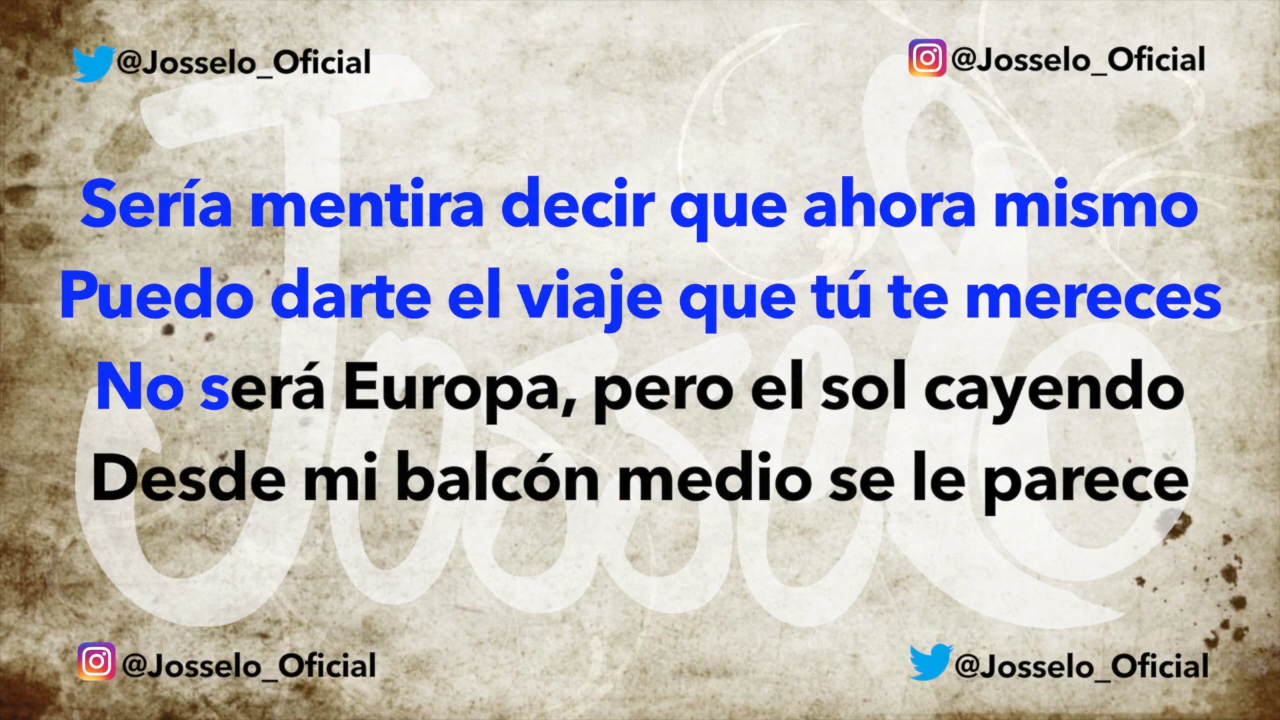 @Josselo_Oficial
@Josselo_Oficial
Sería mentira decir que ahora mismo
Puedo darte el viaje que tú te mereces
No será Europa, pero el sol cayendo
Desde mi balcón medio se le parece
Josselo
@Josselo_Oficial
@Josselo_Oficial